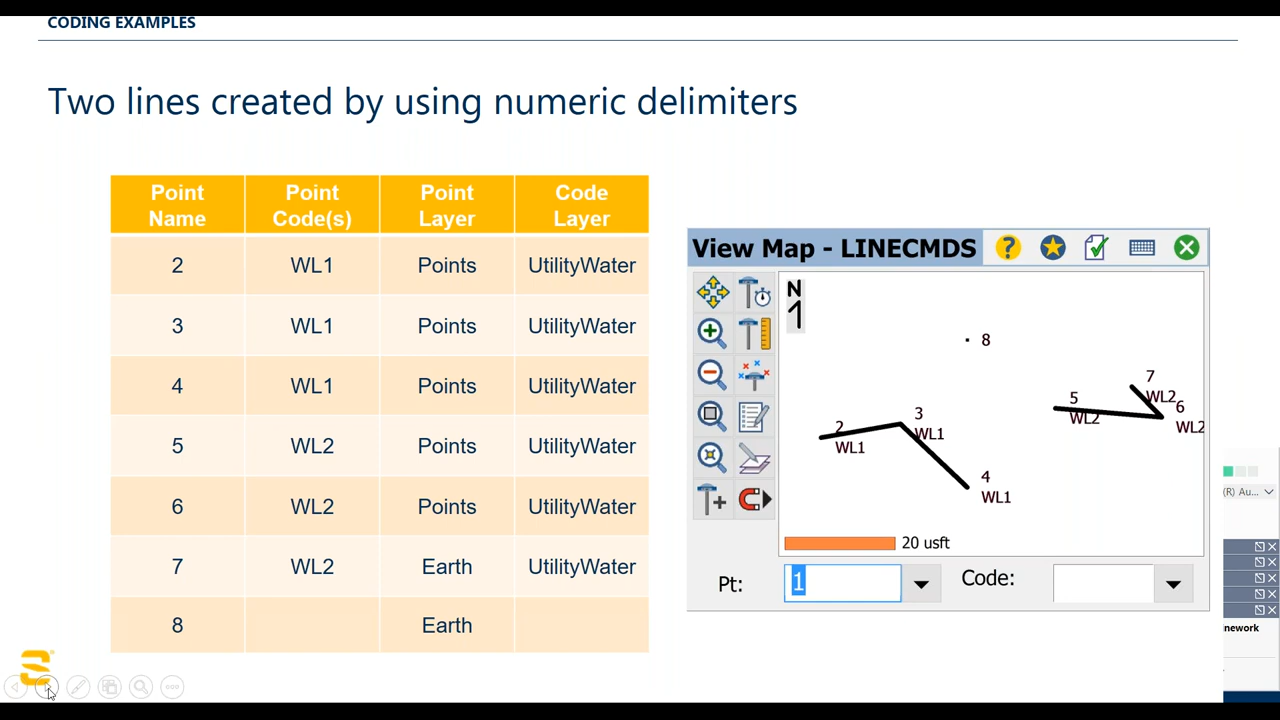 CODING EXAMPLES
Two lines created by using numeric delimiters
Point Name Point Code(s) Point Layer Code Layer
2 WL1 Points UtilityWater
3 WL1 Points UtilityWater
4 WL1 Points UtilityWater
5 WL2 Points UtilityWater
6 WL2 Points UtilityWater
7 WL2 Earth UtilityWater
8 Earth
View Map - LINECMDS
N
8
7
WL2
5
WL2
6
WL2
3
WL1
2
WL1
4
WL1
20 usft
Pt: 1 Code:
(R) Au...
nework